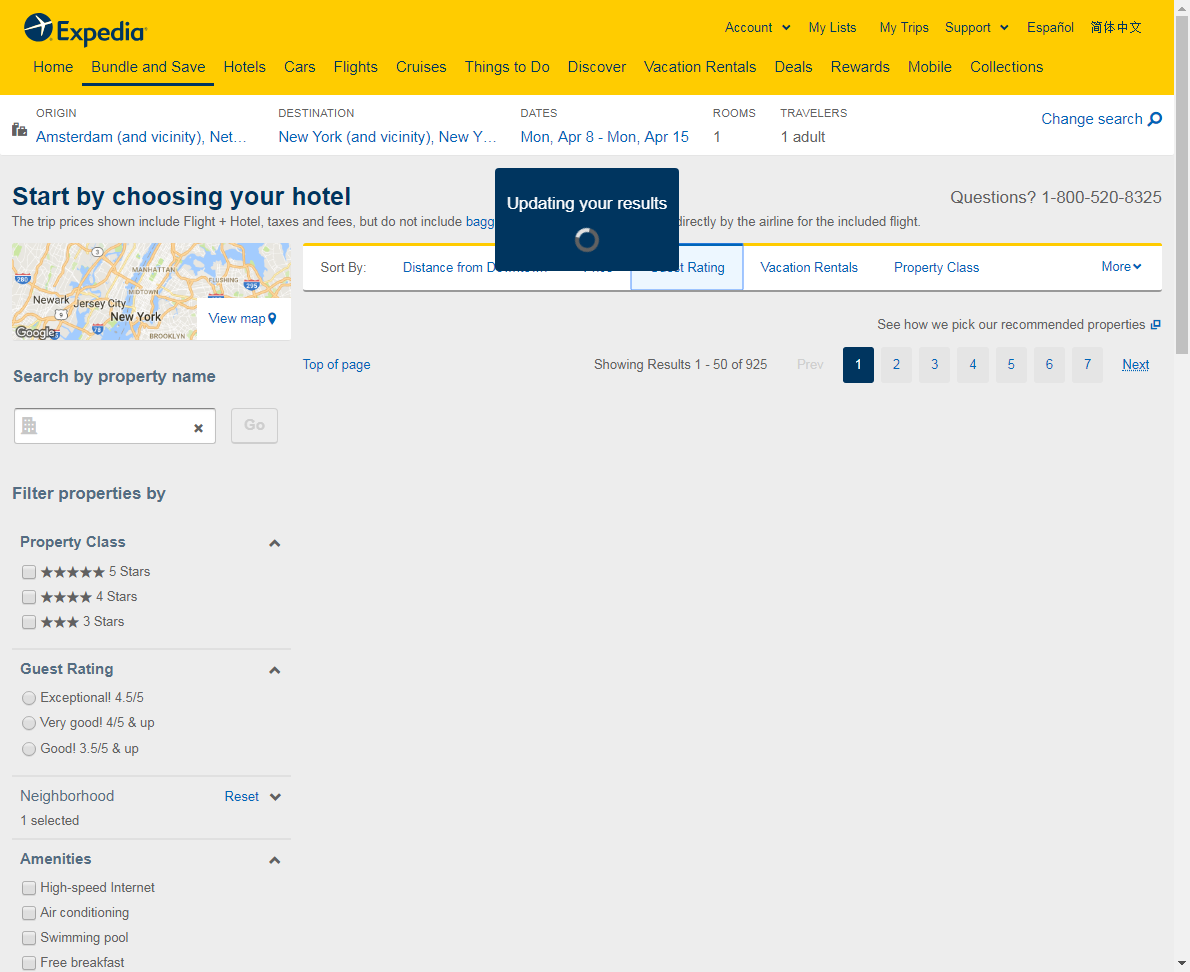 Expedia
Account
My Lists
My Trips
Support
Español
简体中文
Home
Bundle and Save
Hotels
Cars
Flights
Cruises
Things to Do
Discover
Vacation Rentals
Deals
Rewards
Mobile
Collections
ORIGIN
Amsterdam (and vicinity), Net...
DESTINATION
New York (and vicinity), New Y...
DATES
Mon, Apr 8 - Mon, Apr 15
ROOMS
1
TRAVELERS
1 adult
Change search
Start by choosing your hotel
Questions? 1-800-520-8325
The trip prices shown include Flight + Hotel, taxes and fees, but do not include bagg
directly by the airline for the included flight.
Updating your results
MANHATTAN
MIDTOWN
FLUSHING
Newark
Jersey City
New York
BROOKLYN
3
280
295
9
78
Google
View map
Sort By:
Distance from Downtown
Price
Guest Rating
Vacation Rentals
Property Class
More
See how we pick our recommended properties
Top of page
Showing Results 1 - 50 of 925
Prev
1
2
3
4
5
6
7
Next
Search by property name
Go
Filter properties by
Property Class
★★★★★ 5 Stars
★★★★ 4 Stars
★★★ 3 Stars
Guest Rating
Exceptional! 4.5/5
Very good! 4/5 & up
Good! 3.5/5 & up
Neighborhood
Reset
1 selected
Amenities
High-speed Internet
Air conditioning
Swimming pool
Free breakfast